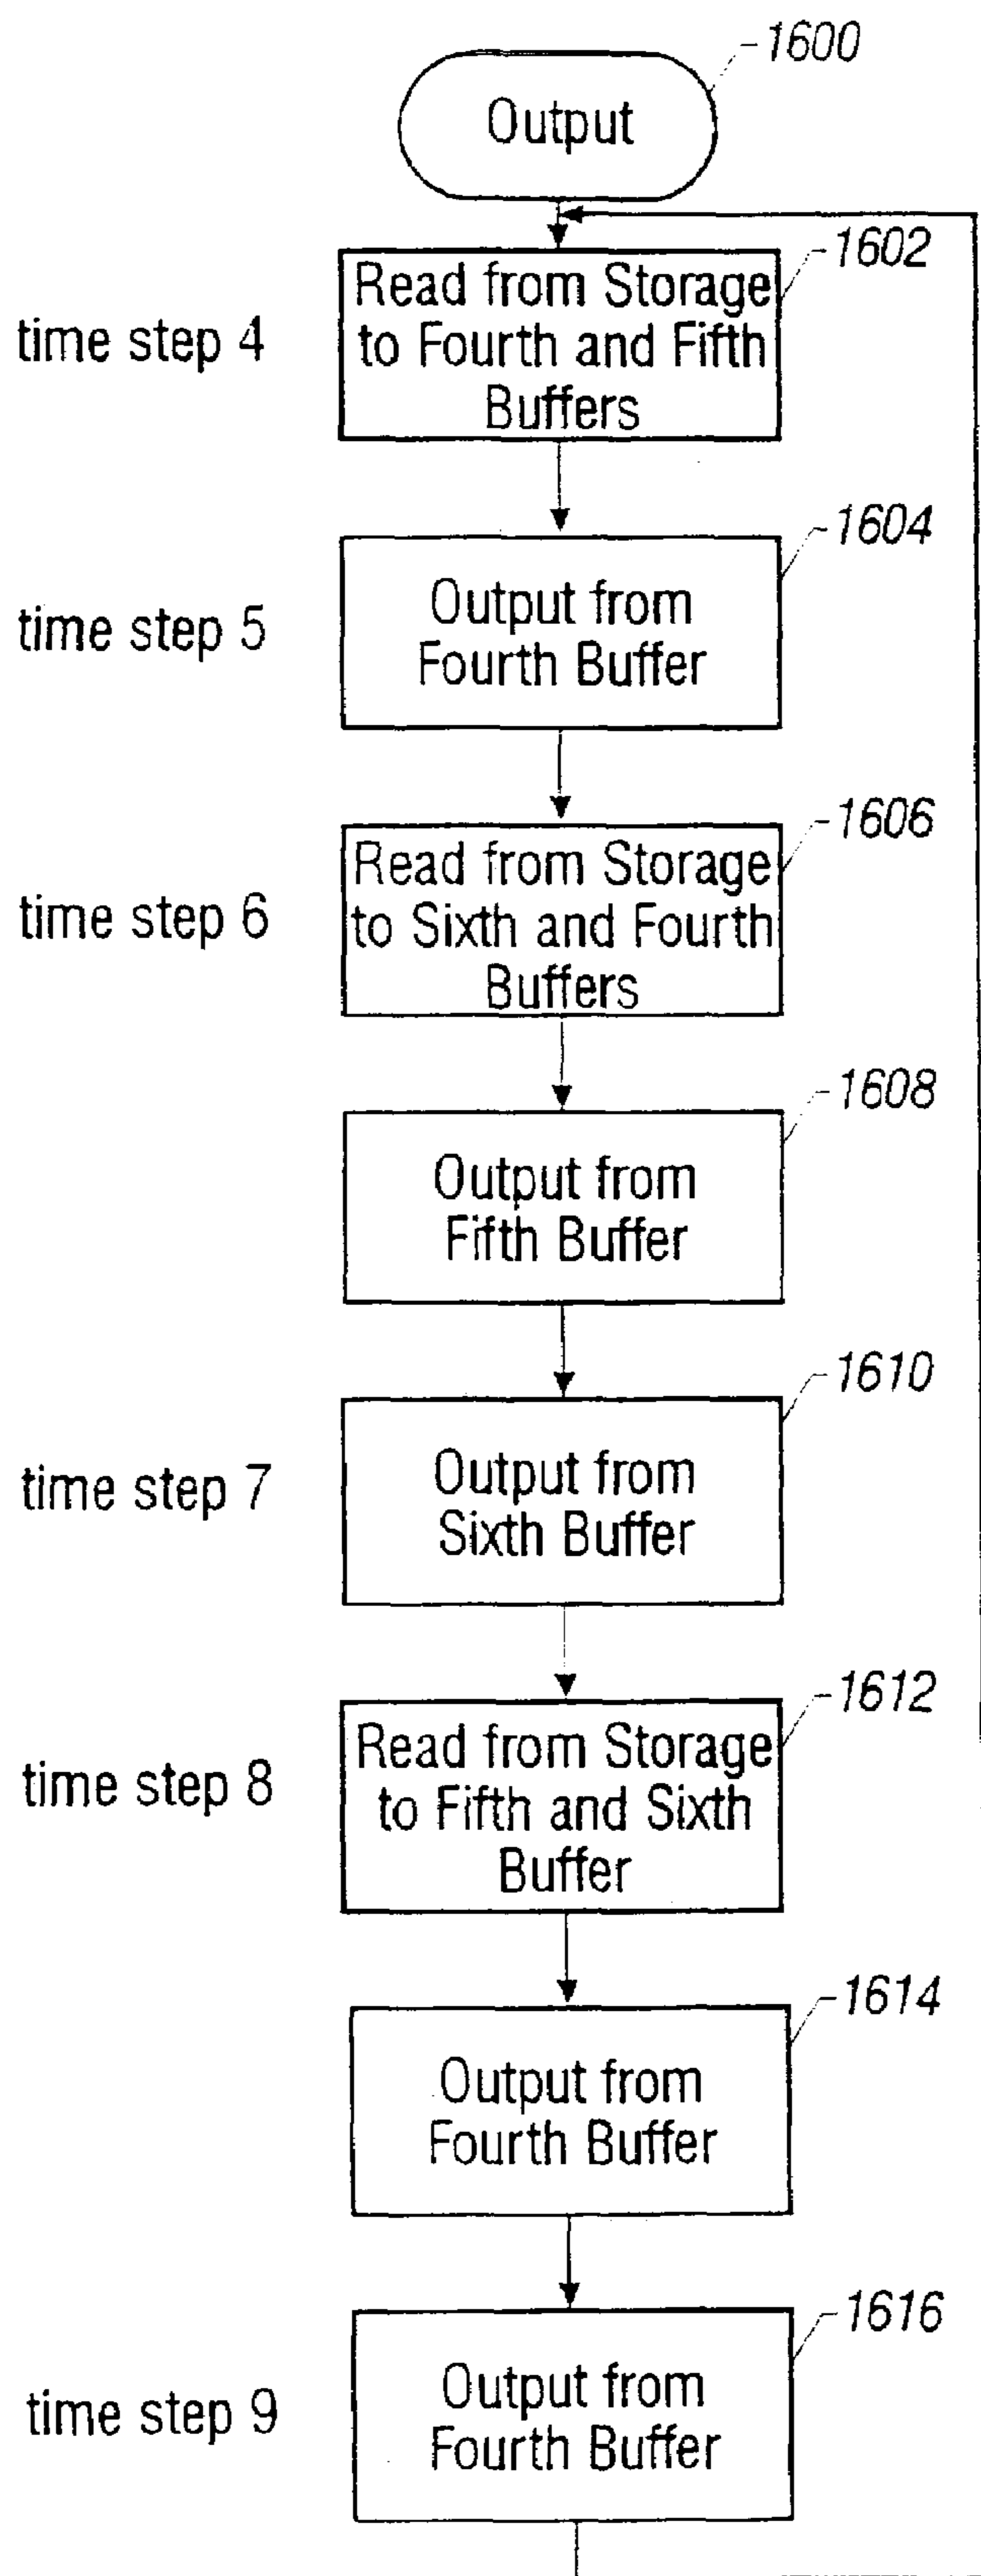 1600
Output
1602
time step 4
Read from Storage
to Fourth and Fifth
Buffers
1604
time step 5
Output from
Fourth Buffer
1606
time step 6
Read from Storage
to Sixth and Fourth
Buffers
1608
Output from
Fifth Buffer
1610
time step 7
Output from
Sixth Buffer
1612
time step 8
Read from Storage
to Fifth and Sixth
Buffer
1614
Output from
Fourth Buffer
1616
time step 9
Output from
Fourth Buffer